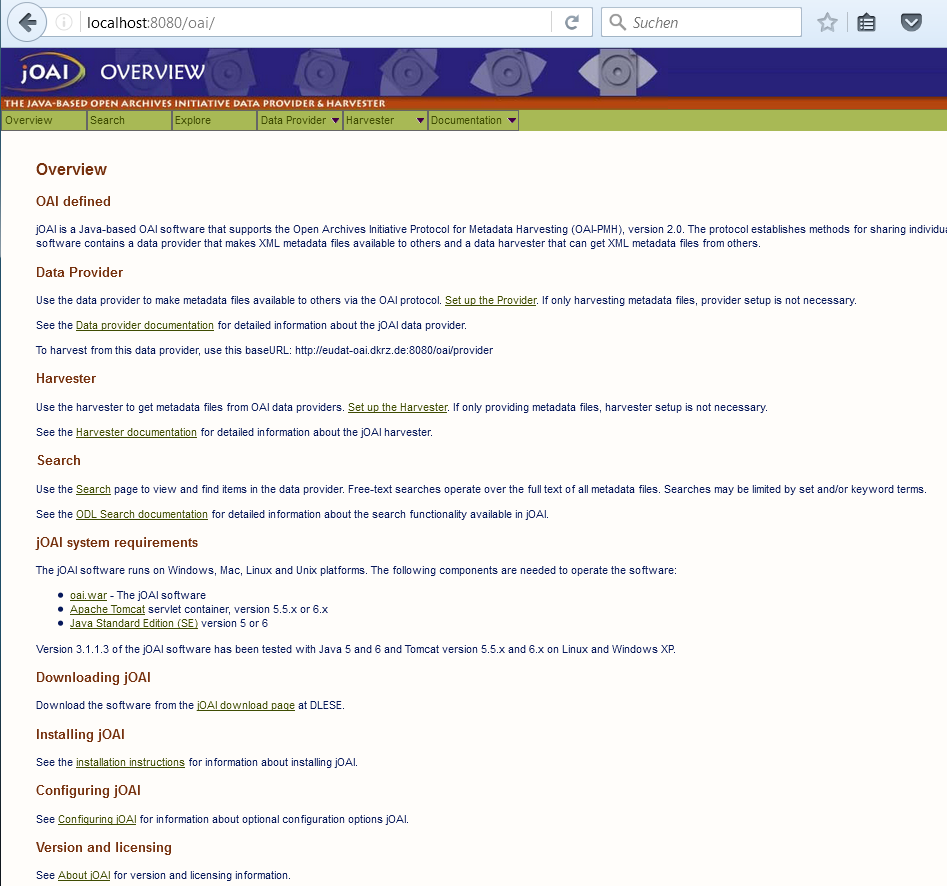 localhost:8080/oai/
Suchen
jOAI OVERVIEW
THE JAVA-BASED OPEN ARCHIVES INITIATIVE DATA PROVIDER & HARVESTER
Overview Search Explore Data Provider Harvester Documentation
Overview
OAI defined
jOAI is a Java-based OAI software that supports the Open Archives Initiative Protocol for Metadata Harvesting (OAI-PMH), version 2.0. The protocol establishes methods for sharing individua
software contains a data provider that makes XML metadata files available to others and a data harvester that can get XML metadata files from others.
Data Provider
Use the data provider to make metadata files available to others via the OAI protocol. Set up the Provider. If only harvesting metadata files, provider setup is not necessary.
See the Data provider documentation for detailed information about the jOAI data provider.
To harvest from this data provider, use this baseURL: http://eudat-oai.dkrz.de:8080/oai/provider
Harvester
Use the harvester to get metadata files from OAI data providers. Set up the Harvester. If only providing metadata files, harvester setup is not necessary.
See the Harvester documentation for detailed information about the jOAI harvester.
Search
Use the Search page to view and find items in the data provider. Free-text searches operate over the full text of all metadata files. Searches may be limited by set and/or keyword terms.
See the ODL Search documentation for detailed information about the search functionality available in jOAI.
jOAI system requirements
The jOAI software runs on Windows, Mac, Linux and Unix platforms. The following components are needed to operate the software:
• oai.war - The jOAI software
• Apache Tomcat servlet container, version 5.5.x or 6.x
• Java Standard Edition (SE) version 5 or 6
Version 3.1.1.3 of the jOAI software has been tested with Java 5 and 6 and Tomcat version 5.5.x and 6.x on Linux and Windows XP.
Downloading jOAI
Download the software from the jOAI download page at DLESE.
Installing jOAI
See the installation instructions for information about installing jOAI.
Configuring jOAI
See Configuring jOAI for information about optional configuration options jOAI.
Version and licensing
See About jOAI for version and licensing information.